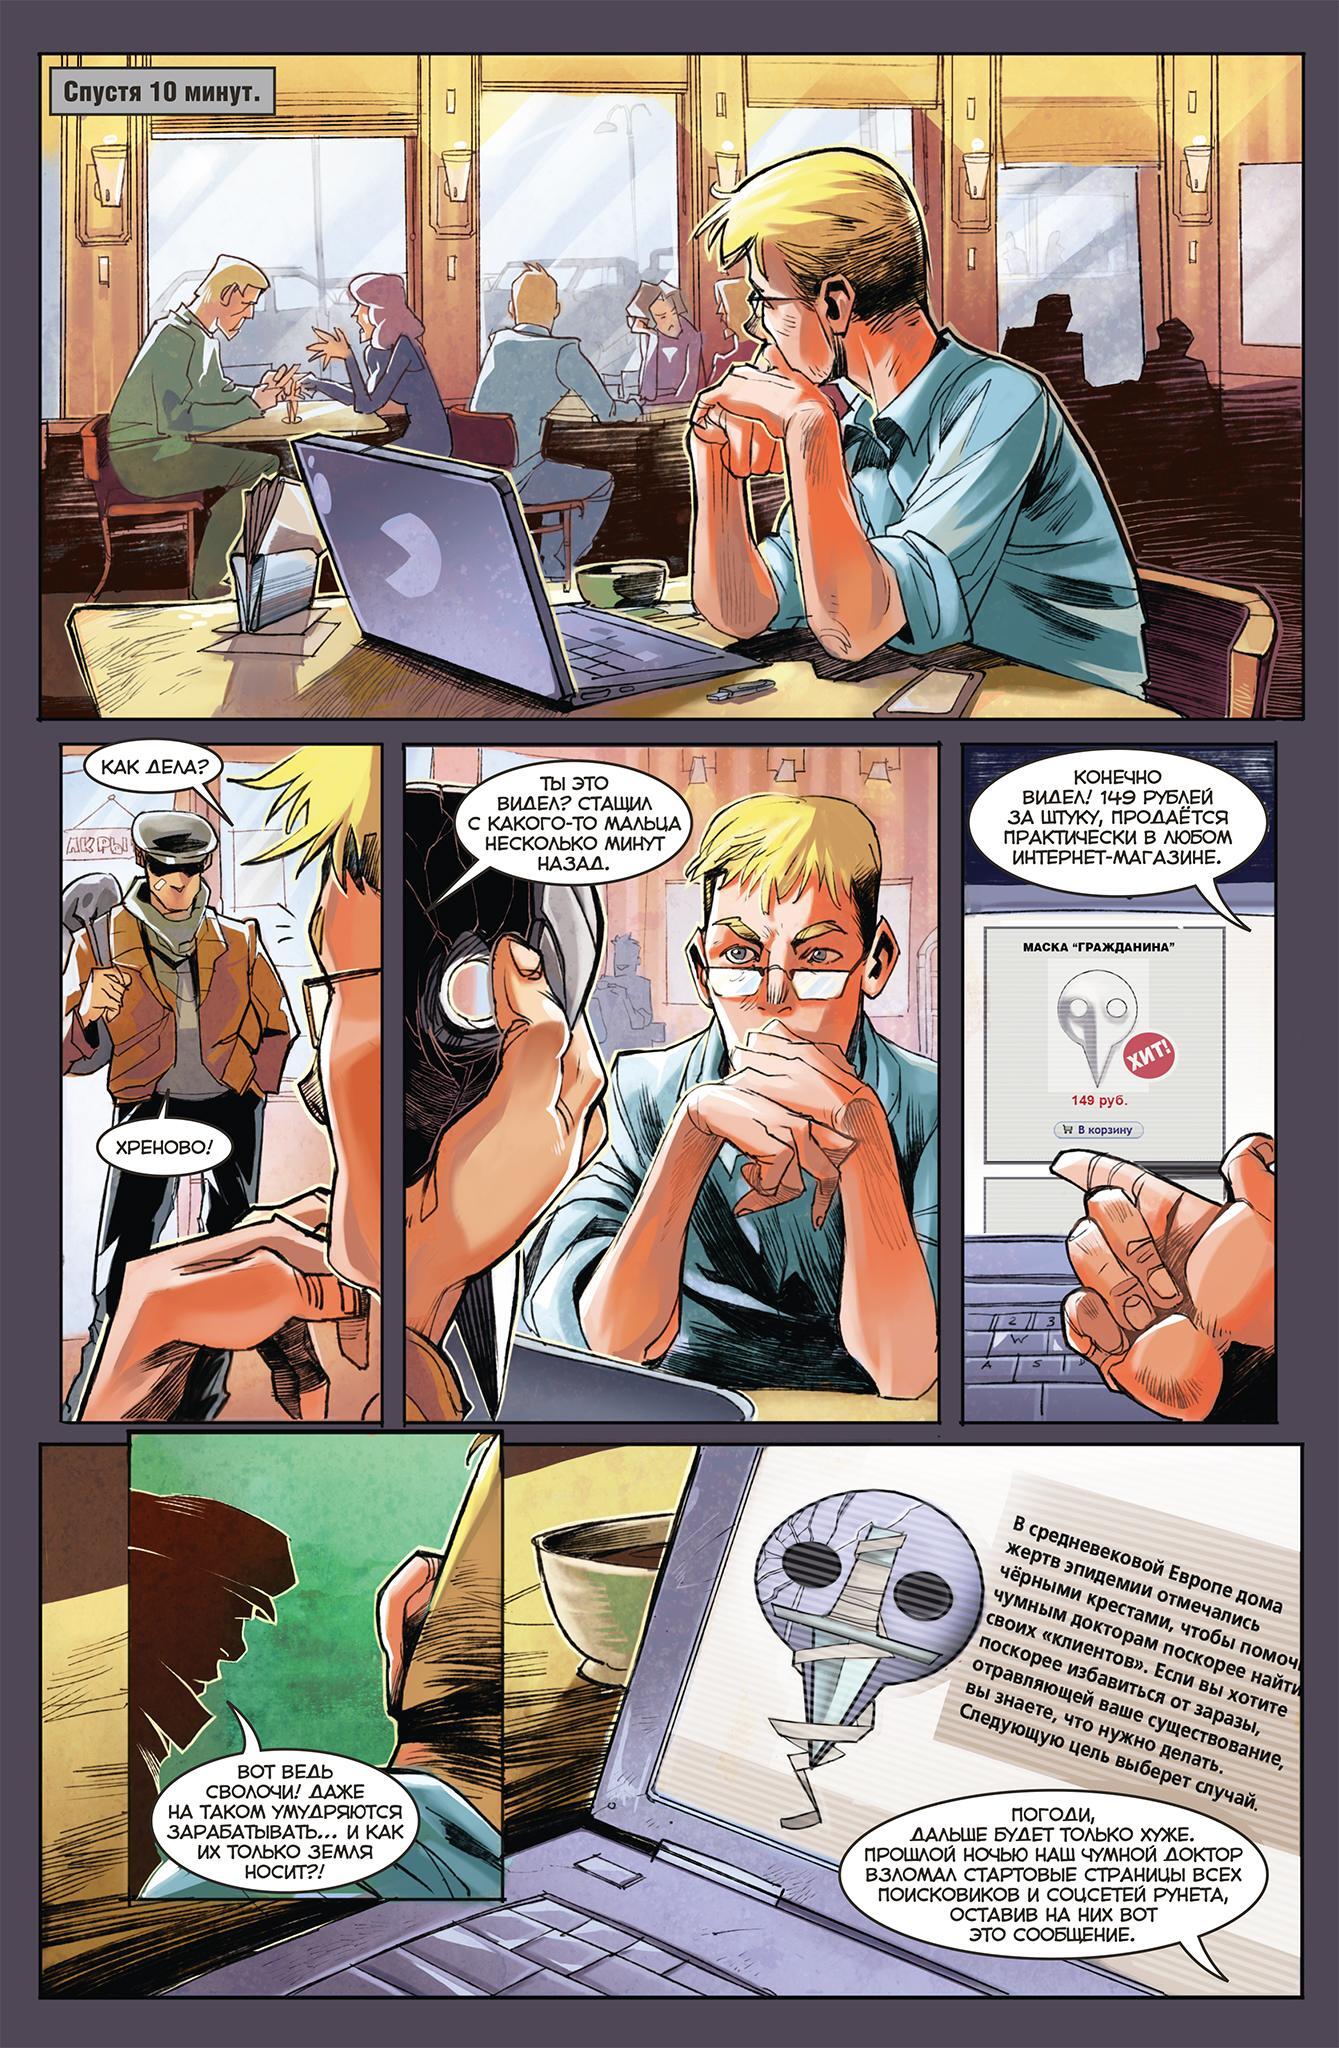 Спустя 10 минут.
КАК ДЕЛА?
ХРЕНОВО!
ТЫ ЭТО
ВИДЕЛ? СТАЩИЛ
С КАКОГО-ТО МАЛЬЦА
НЕСКОЛЬКО МИНУТ
НАЗАД.
КОНЕЧНО
ВИДЕЛ! 149 РУБЛЕЙ
ЗА ШТУКУ, ПРОДАЁТСЯ
ПРАКТИЧЕСКИ В ЛЮБОМ
ИНТЕРНЕТ-МАГАЗИНЕ.
МАСКА "ГРАЖДАНИНА"
ХИТ!
149 руб.
В корзину
2 3
W
A S D
ВОТ ВЕДЬ
СВОЛОЧИ! ДАЖЕ
НА ТАКОМ УМУДРЯЮТСЯ
ЗАРАБАТЫВАТЬ... И КАК
ИХ ТОЛЬКО ЗЕМЛЯ
НОСИТ?!
В средневековой Европе дома
жертв эпидемии отмечались
чёрными крестами, чтобы помочь
чумным докторам поскорее найти
своих «клиентов». Если вы хотите
поскорее избавиться от заразы,
отравляющей ваше существование,
вы знаете, что нужно делать.
Следующую цель выберет случай.
ПОГОДИ,
ДАЛЬШЕ БУДЕТ ТОЛЬКО ХУЖЕ.
ПРОШЛОЙ НОЧЬЮ НАШ ЧУМНОЙ ДОКТОР
ВЗЛОМАЛ СТАРТОВЫЕ СТРАНИЦЫ ВСЕХ
ПОИСКОВИКОВ И СОЦСЕТЕЙ РУНЕТА,
ОСТАВИВ НА НИХ ВОТ
ЭТО СООБЩЕНИЕ.